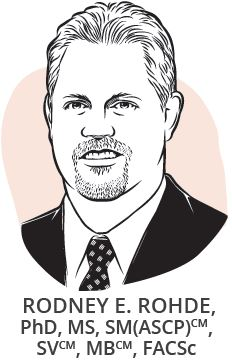 RODNEY E. ROHDE,
PhD, MS, SM(ASCP)ᶜᴹ,
SVᶜᴹ, MBᶜᴹ, FACSc